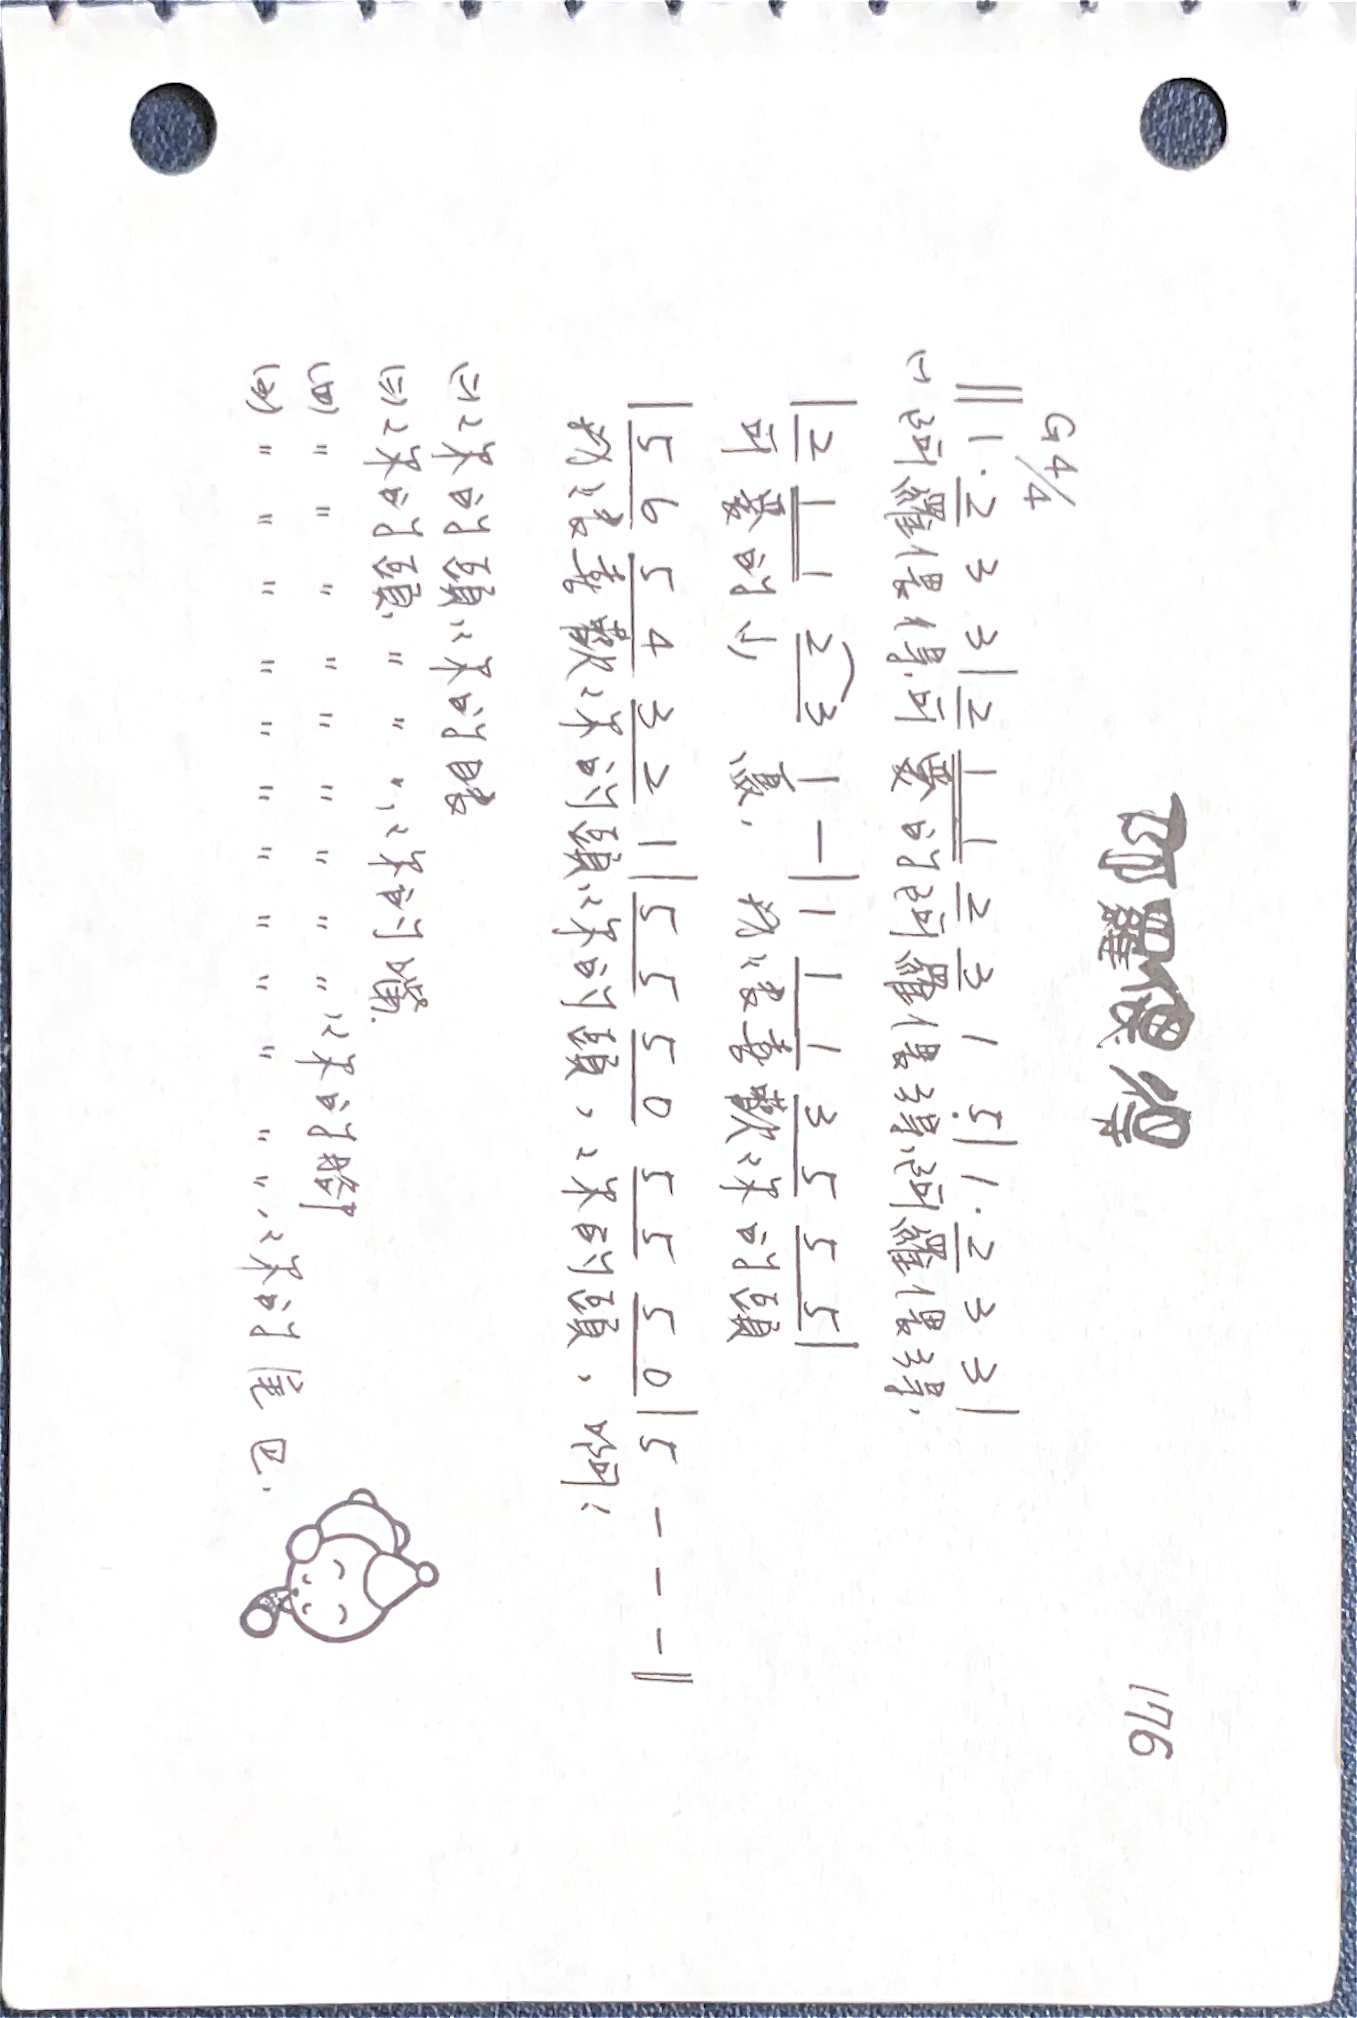 阿羅偎得
176
G 4/4
‖ 1 · 2 3 3 | 2 1 1 2 3 1 5̣ | 1 · 2 3 3 |
(一)阿羅偎得,可愛的阿羅偎得,阿羅偎得,
| 2 1 1 2 3 1 — | 1 1 1 3 5 5 5 |
可愛的小 , 我很喜歡你的頭
| 5 6 5 4 3 2 1 | 5 5 5 0 5 5 5 0 | 5 – – – ‖
我很喜歡你的頭,你的頭,你的頭,啊!
(二)你的頭,你的眼
(三)你的頭, 〃 〃 〃,你的嘴.
(四) 〃 〃 〃 〃 〃 〃 〃 〃 〃,你的腳
(五) 〃 〃 〃 〃 〃 〃 〃 〃 〃 〃 〃 〃,你的尾巴.